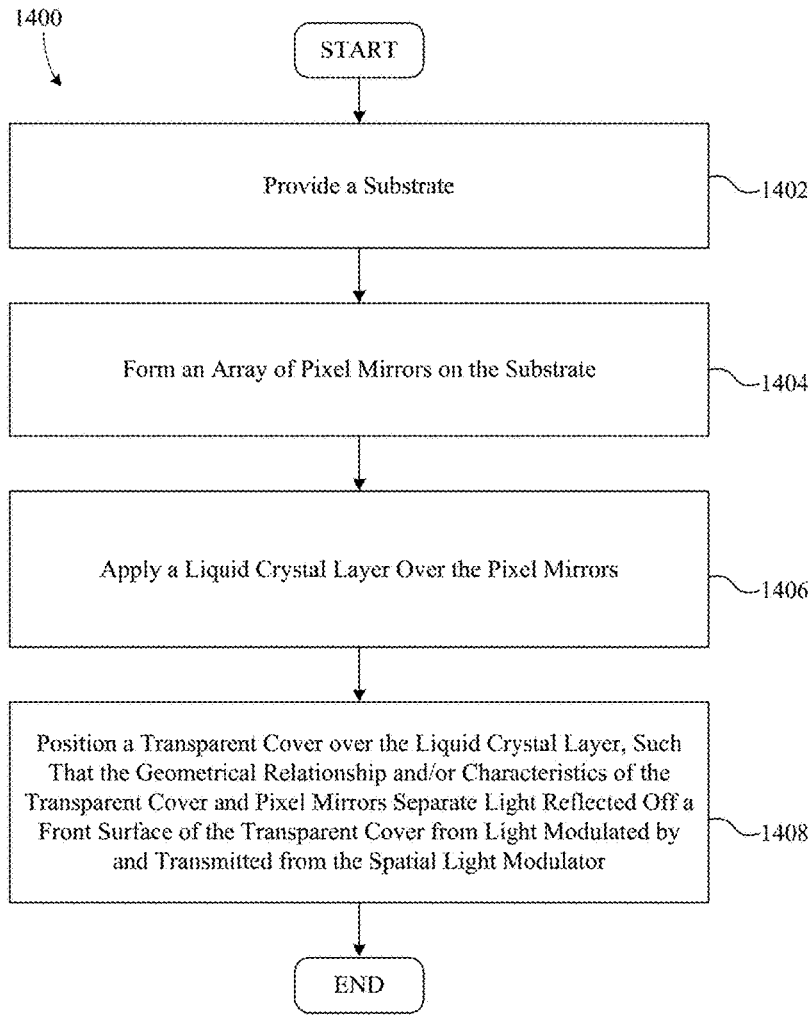 1400
START
Provide a Substrate
1402
Form an Array of Pixel Mirrors on the Substrate
1404
Apply a Liquid Crystal Layer Over the Pixel Mirrors
1406
Position a Transparent Cover over the Liquid Crystal Layer, Such
That the Geometrical Relationship and/or Characteristics of the
Transparent Cover and Pixel Mirrors Separate Light Reflected Off a
Front Surface of the Transparent Cover from Light Modulated by
and Transmitted from the Spatial Light Modulator
1408
END